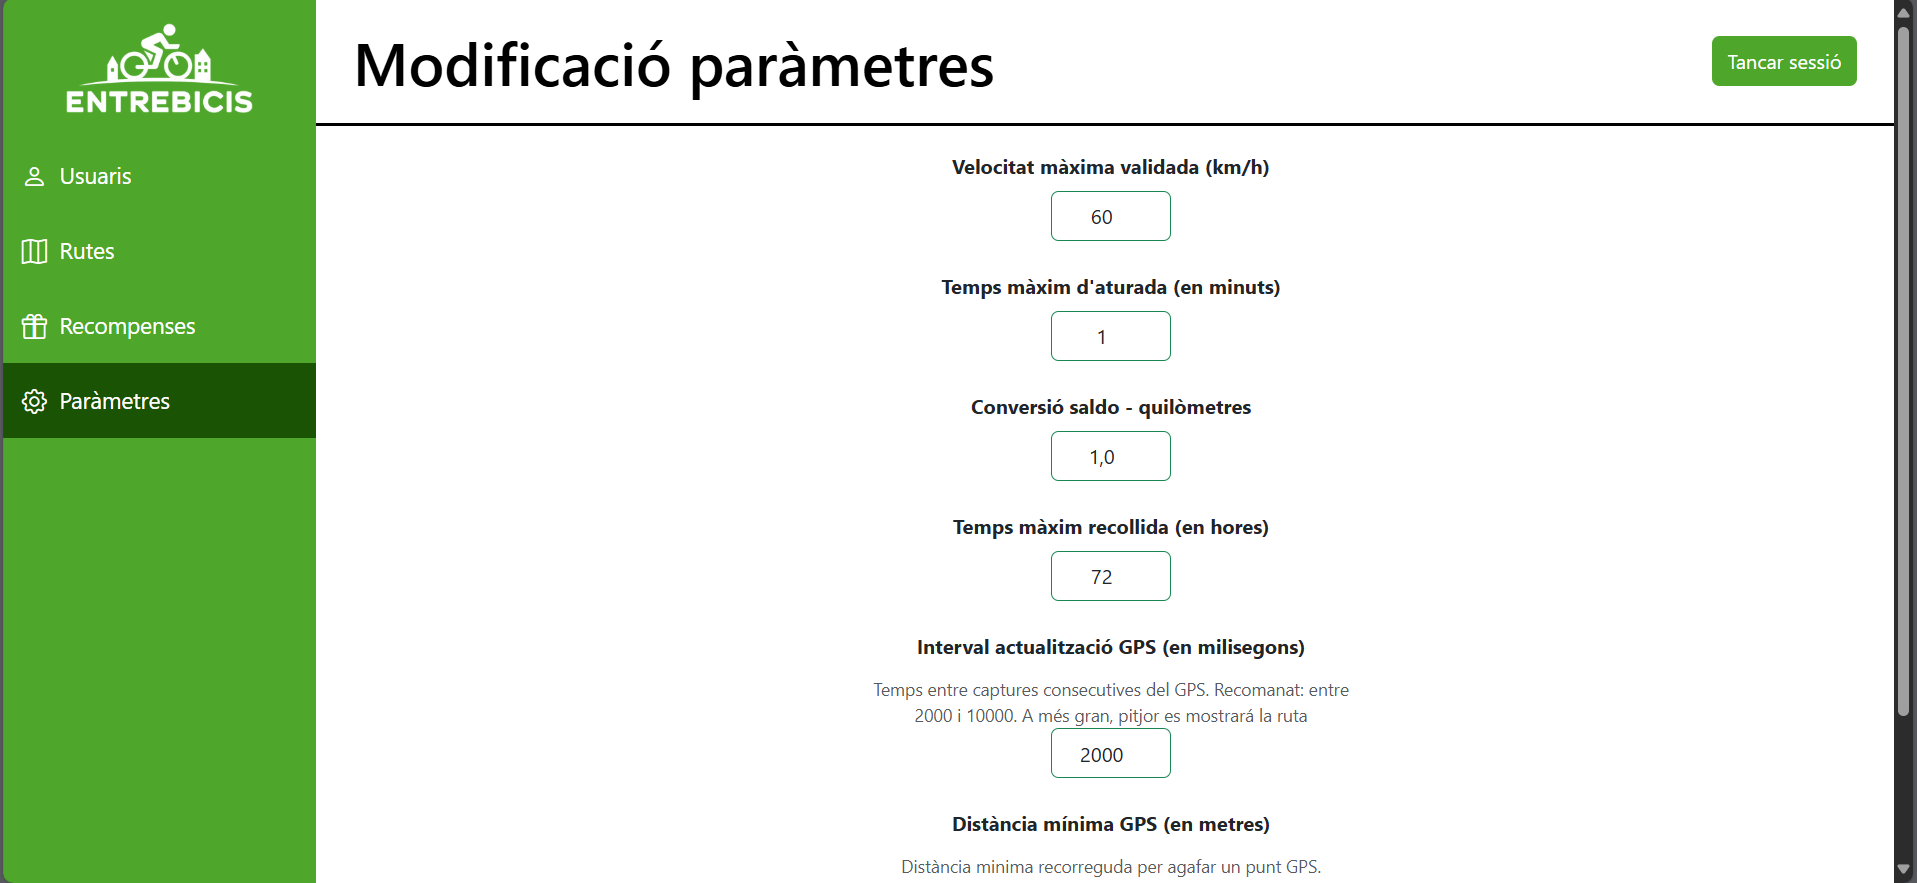 ENTREBICIS
Usuaris
Rutes
Recompenses
Paràmetres
Modificació paràmetres
Tancar sessió
Velocitat màxima validada (km/h)
60
Temps màxim d'aturada (en minuts)
1
Conversió saldo - quilòmetres
1,0
Temps màxim recollida (en hores)
72
Interval actualització GPS (en milisegons)
Temps entre captures consecutives del GPS. Recomanat: entre
2000 i 10000. A més gran, pitjor es mostrará la ruta
2000
Distància mínima GPS (en metres)
Distància minima recorreguda per agafar un punt GPS.